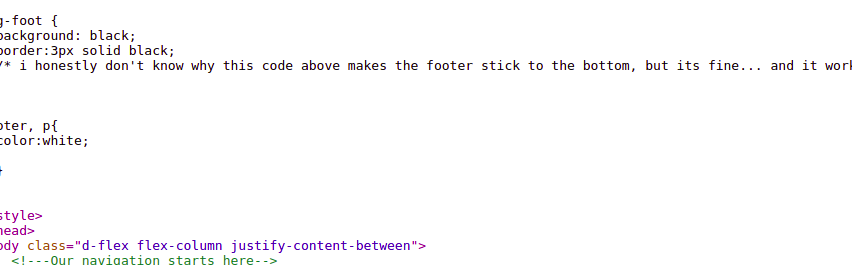 g-foot {
background: black;
border:3px solid black;
/* i honestly don't know why this code above makes the footer stick to the bottom, but its fine... and it work
oter, p{
color:white;
}
style>
head>
ody class="d-flex flex-column justify-content-between">
<!---Our navigation starts here-->